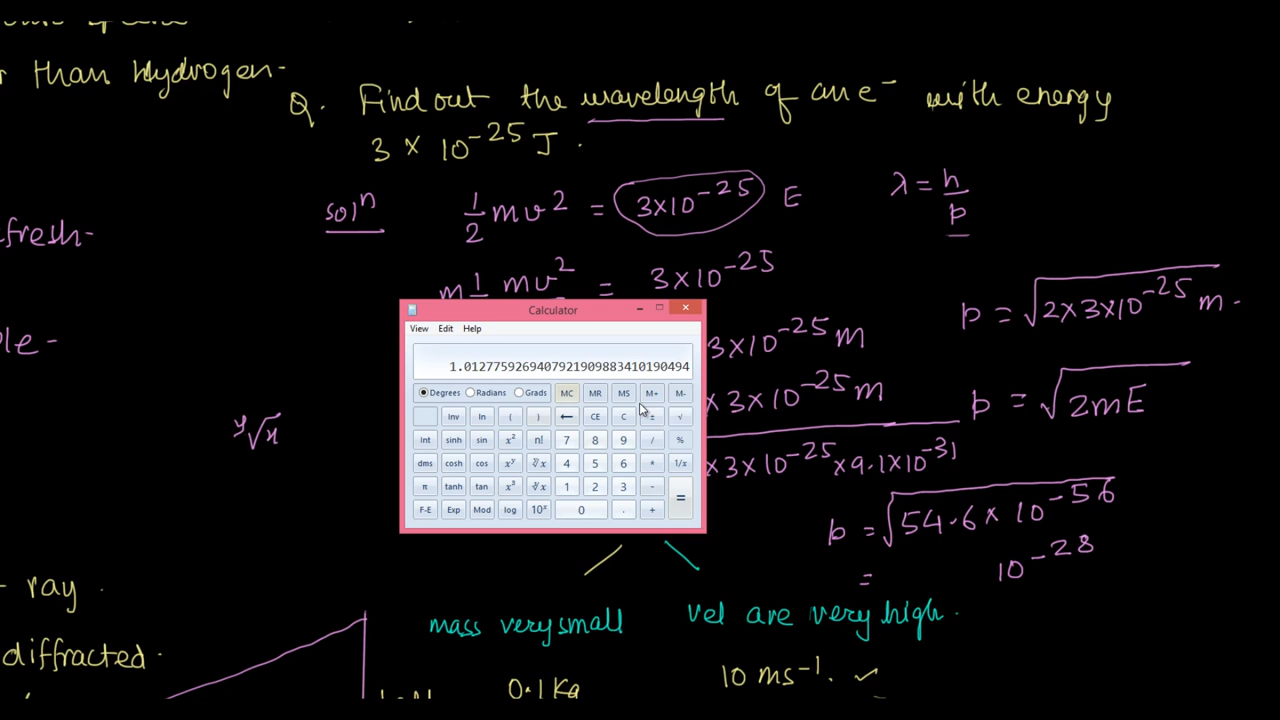 r than Hydrogen-
Q. Find out the wavelength of an e⁻ with energy
3 × 10⁻²⁵ J.
solⁿ
1/2 mv² = 3×10⁻²⁵ E
λ = h/p
fresh-
m 1/2 mv² = 3×10⁻²⁵
p = √2×3×10⁻²⁵ m.
3×10⁻²⁵ m
× 3×10⁻²⁵ m
p = √2mE
ple-
ʸ√x
×3×10⁻²⁵×9.1×10⁻³¹
p = √54.6×10⁻⁵⁶
= 10⁻²⁸
Calculator
View Edit Help
1.0127759269407921909883410190494
Degrees Radians Grads MC MR MS M+ M-
Inv ln ( ) ← CE C ± √
Int sinh sin x² n! 7 8 9 / %
dms cosh cos xʸ ʸ√x 4 5 6 * 1/x
π tanh tan x³ ³√x 1 2 3 - =
F-E Exp Mod log 10ˣ 0 . +
- ray.
mass very small
vel are very high.
diffracted.
0.1 Kg
10 ms⁻¹. ✓